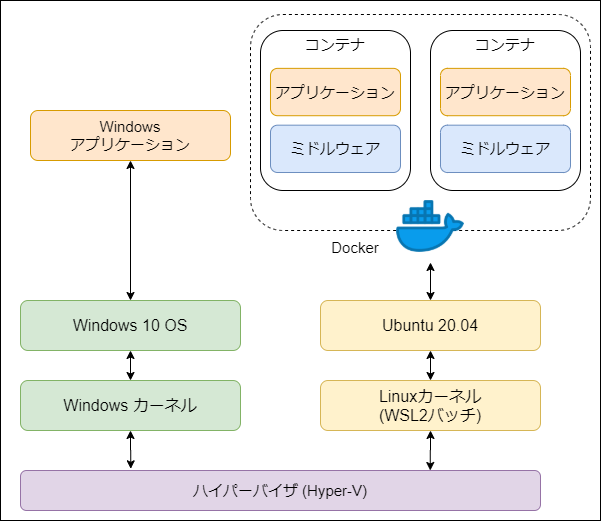 コンテナ
コンテナ
アプリケーション
アプリケーション
ミドルウェア
ミドルウェア
Windows
アプリケーション
Docker
Windows 10 OS
Ubuntu 20.04
Windows カーネル
Linuxカーネル
(WSL2バッチ)
ハイパーバイザ (Hyper-V)